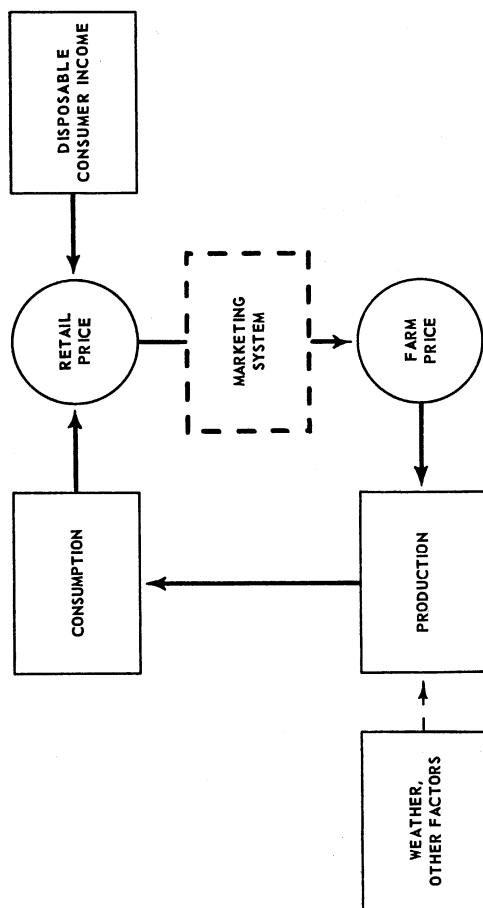 CONSUMPTION
RETAIL
PRICE
DISPOSABLE
CONSUMER INCOME
MARKETING
SYSTEM
WEATHER,
OTHER FACTORS
PRODUCTION
FARM
PRICE